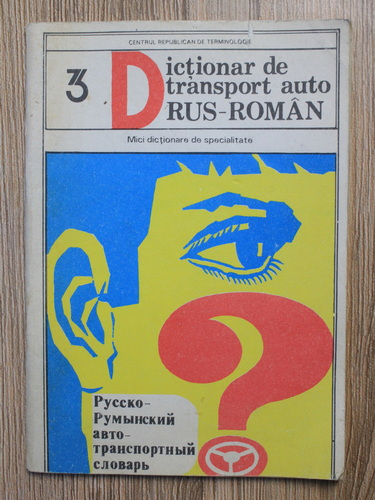 CENTRUL REPUBLICAN DE TERMINOLOGIE
3
Dicționar de
transport auto
RUS-ROMÂN
Mici dicționare de specialitate
Русско-
Румынский
авто-
транспортный
словарь
?